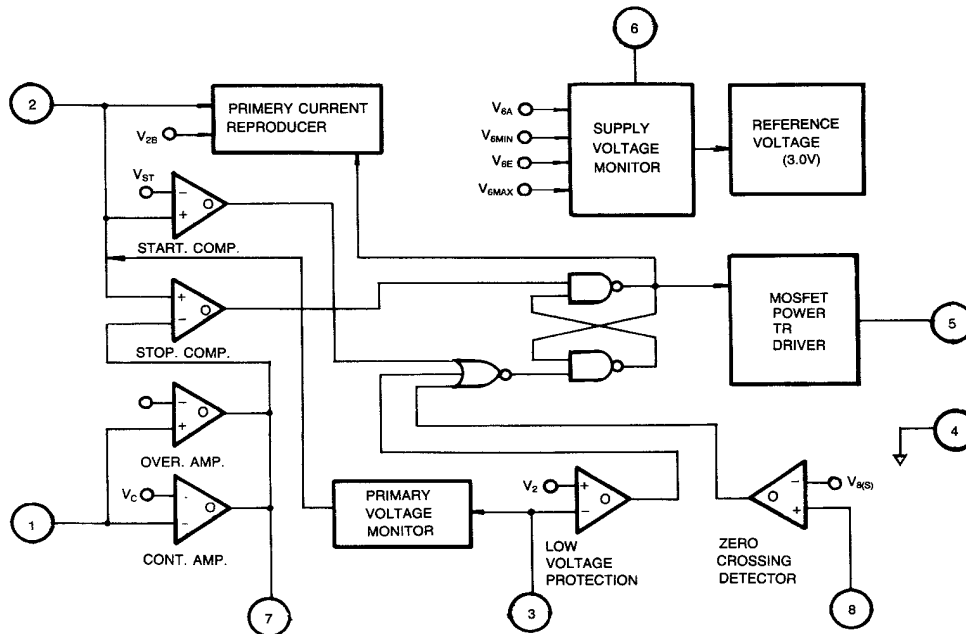 6
2
PRIMERY CURRENT
REPRODUCER
V2B
V6A
V6MIN
V6E
V6MAX
SUPPLY
VOLTAGE
MONITOR
REFERENCE
VOLTAGE
(3.0V)
VST
−
+
O
START. COMP.
+
−
O
STOP. COMP.
MOSFET
POWER
TR
DRIVER
5
−
+
O
OVER. AMP.
4
VC
-
-
O
CONT. AMP.
1
PRIMARY
VOLTAGE
MONITOR
V2
+
−
O
LOW
VOLTAGE
PROTECTION
O
−
+
V8(S)
ZERO
CROSSING
DETECTOR
7
3
8